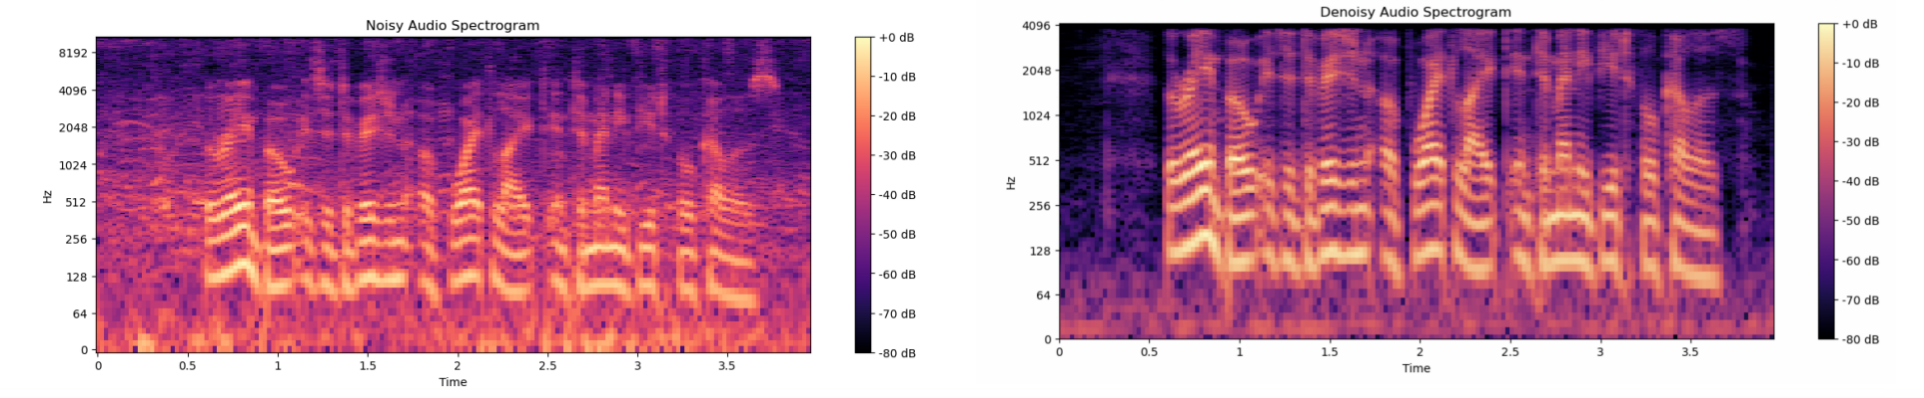 Noisy Audio Spectrogram
Hz
8192
4096
2048
1024
512
256
128
64
0
0 0.5 1 1.5 2 2.5 3 3.5
Time
+0 dB
-10 dB
-20 dB
-30 dB
-40 dB
-50 dB
-60 dB
-70 dB
-80 dB
Denoisy Audio Spectrogram
Hz
4096
2048
1024
512
256
128
64
0
0 0.5 1 1.5 2 2.5 3 3.5
Time
+0 dB
-10 dB
-20 dB
-30 dB
-40 dB
-50 dB
-60 dB
-70 dB
-80 dB